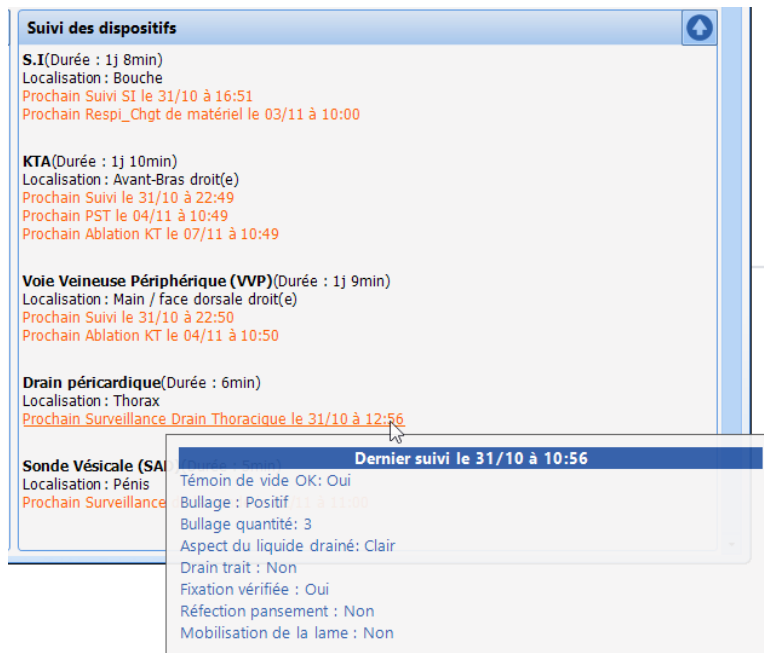 Suivi des dispositifs
S.I(Durée : 1j 8min)
Localisation : Bouche
Prochain Suivi SI le 31/10 à 16:51
Prochain Respi_Chgt de matériel le 03/11 à 10:00
KTA(Durée : 1j 10min)
Localisation : Avant-Bras droit(e)
Prochain Suivi le 31/10 à 22:49
Prochain PST le 04/11 à 10:49
Prochain Ablation KT le 07/11 à 10:49
Voie Veineuse Périphérique (VVP)(Durée : 1j 9min)
Localisation : Main / face dorsale droit(e)
Prochain Suivi le 31/10 à 22:50
Prochain Ablation KT le 04/11 à 10:50
Drain péricardique(Durée : 6min)
Localisation : Thorax
Prochain Surveillance Drain Thoracique le 31/10 à 12:56
Sonde Vésicale (SAD)(Durée : 5min)
Localisation : Pénis
Prochain Surveillance
Dernier suivi le 31/10 à 10:56
Témoin de vide OK: Oui
Bullage : Positif
Bullage quantité: 3
Aspect du liquide drainé: Clair
Drain trait : Non
Fixation vérifiée : Oui
Réfection pansement : Non
Mobilisation de la lame : Non